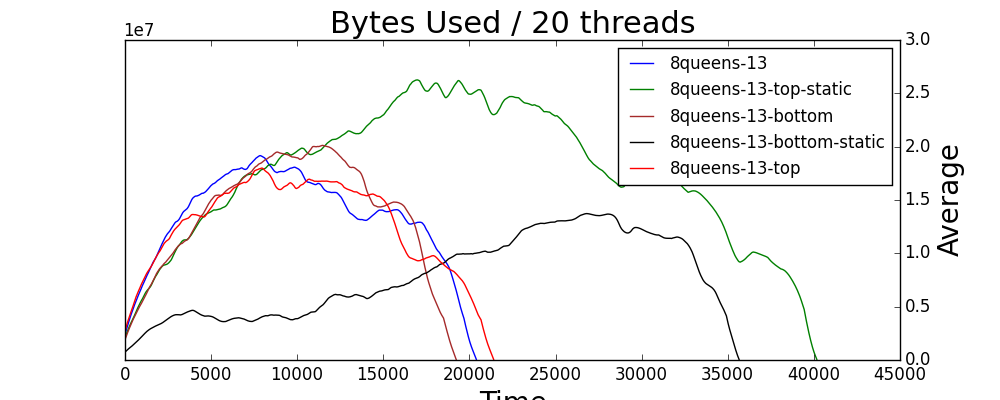 Bytes Used / 20 threads
1e7
3.0
2.5
2.0
1.5
1.0
0.5
0.0
Average
8queens-13
8queens-13-top-static
8queens-13-bottom
8queens-13-bottom-static
8queens-13-top
0 5000 10000 15000 20000 25000 30000 35000 40000 45000
Time